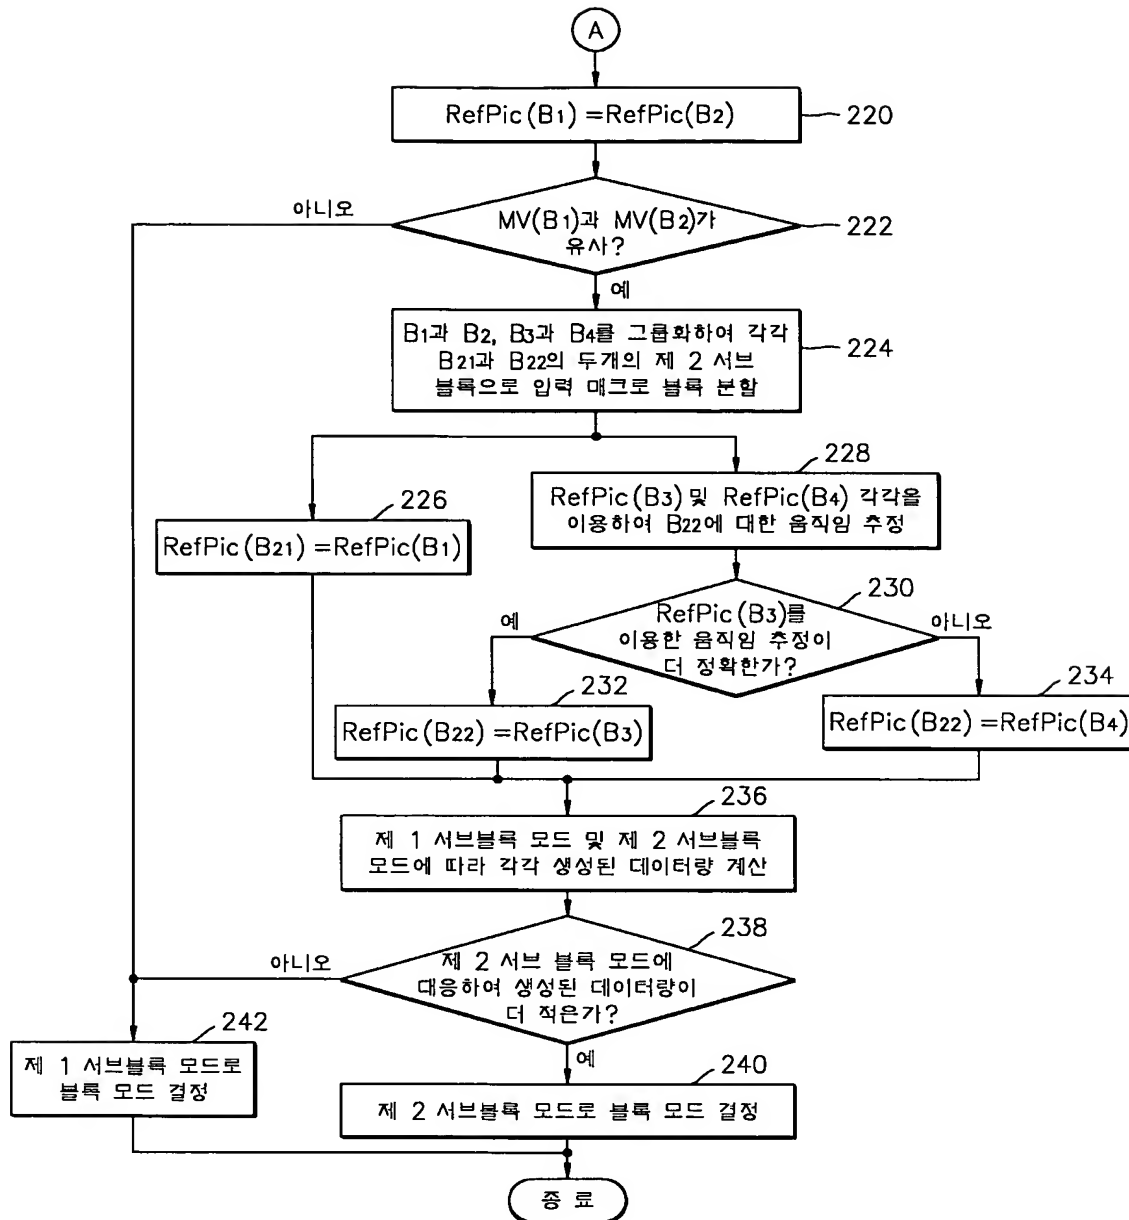 A
RefPic(B1)=RefPic(B2)
220
아니오
MV(B1)과 MV(B2)가
유사?
222
예
B1과 B2, B3과 B4를 그룹화하여 각각
B21과 B22의 두개의 제 2 서브
블록으로 입력 매크로 블록 분할
224
228
226
RefPic(B3) 및 RefPic(B4) 각각을
이용하여 B22에 대한 움직임 추정
RefPic(B21)=RefPic(B1)
230
예
RefPic(B3)를
이용한 움직임 추정이
더 정확한가?
아니오
232
234
RefPic(B22)=RefPic(B3)
RefPic(B22)=RefPic(B4)
236
제 1 서브블록 모드 및 제 2 서브블록
모드에 따라 각각 생성된 데이터량 계산
238
아니오
제 2 서브 블록 모드에
대응하여 생성된 데이터량이
더 적은가?
242
예
제 1 서브블록 모드로
블록 모드 결정
240
제 2 서브블록 모드로 블록 모드 결정
종 료